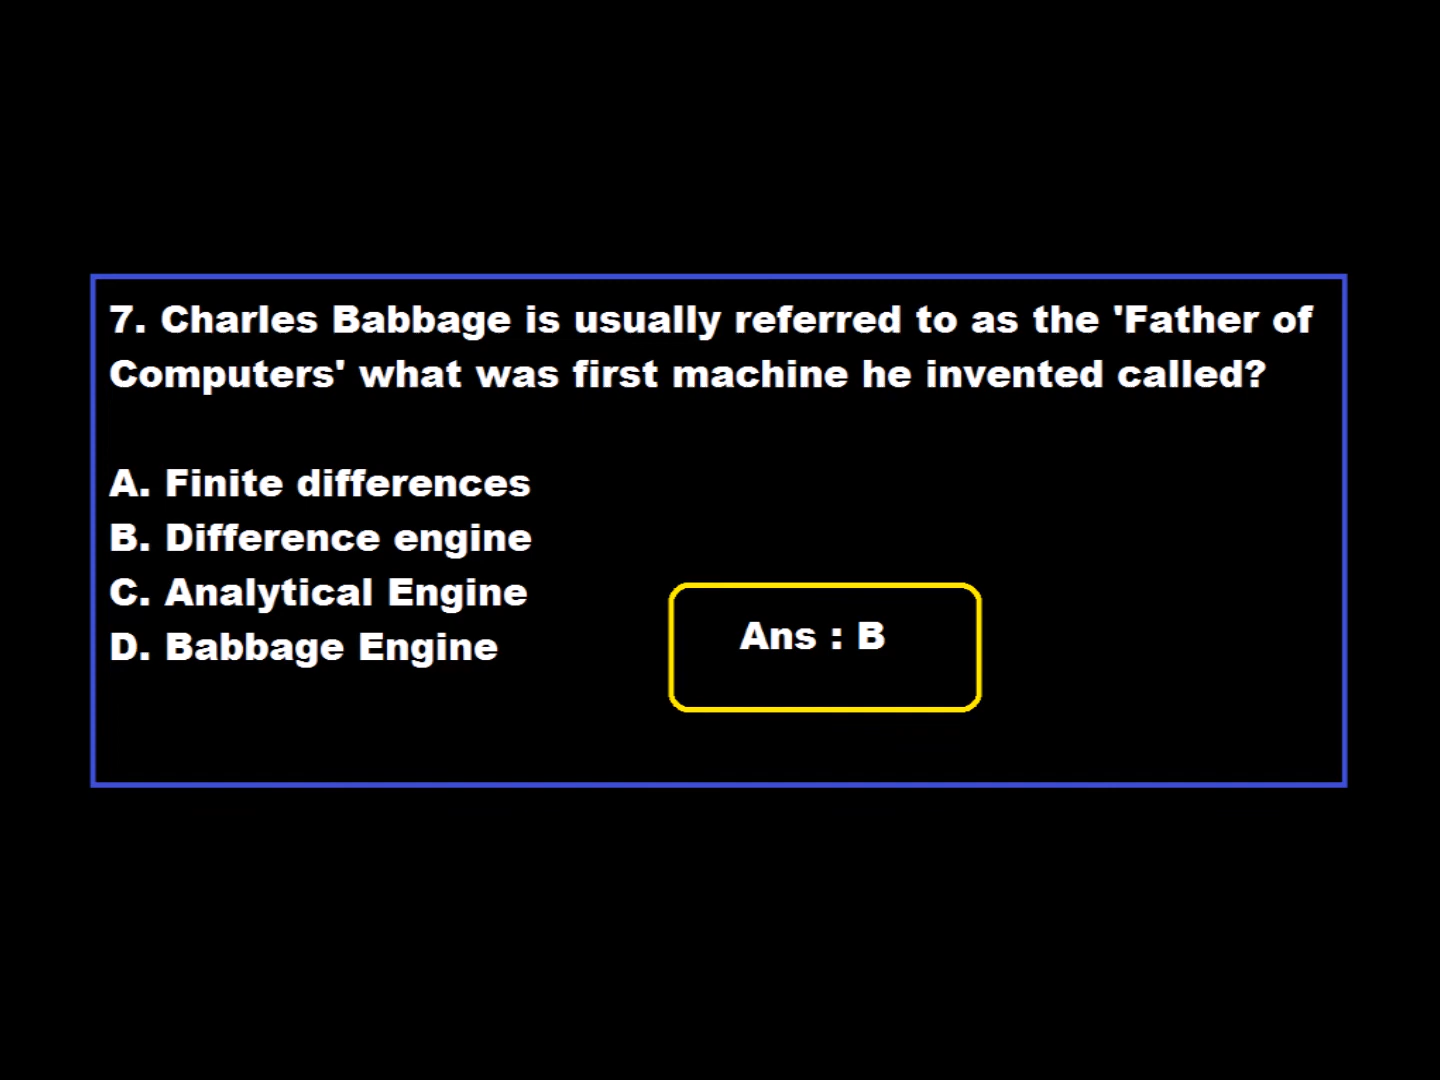 7. Charles Babbage is usually referred to as the 'Father of
Computers' what was first machine he invented called?
A. Finite differences
B. Difference engine
C. Analytical Engine
D. Babbage Engine
Ans : B